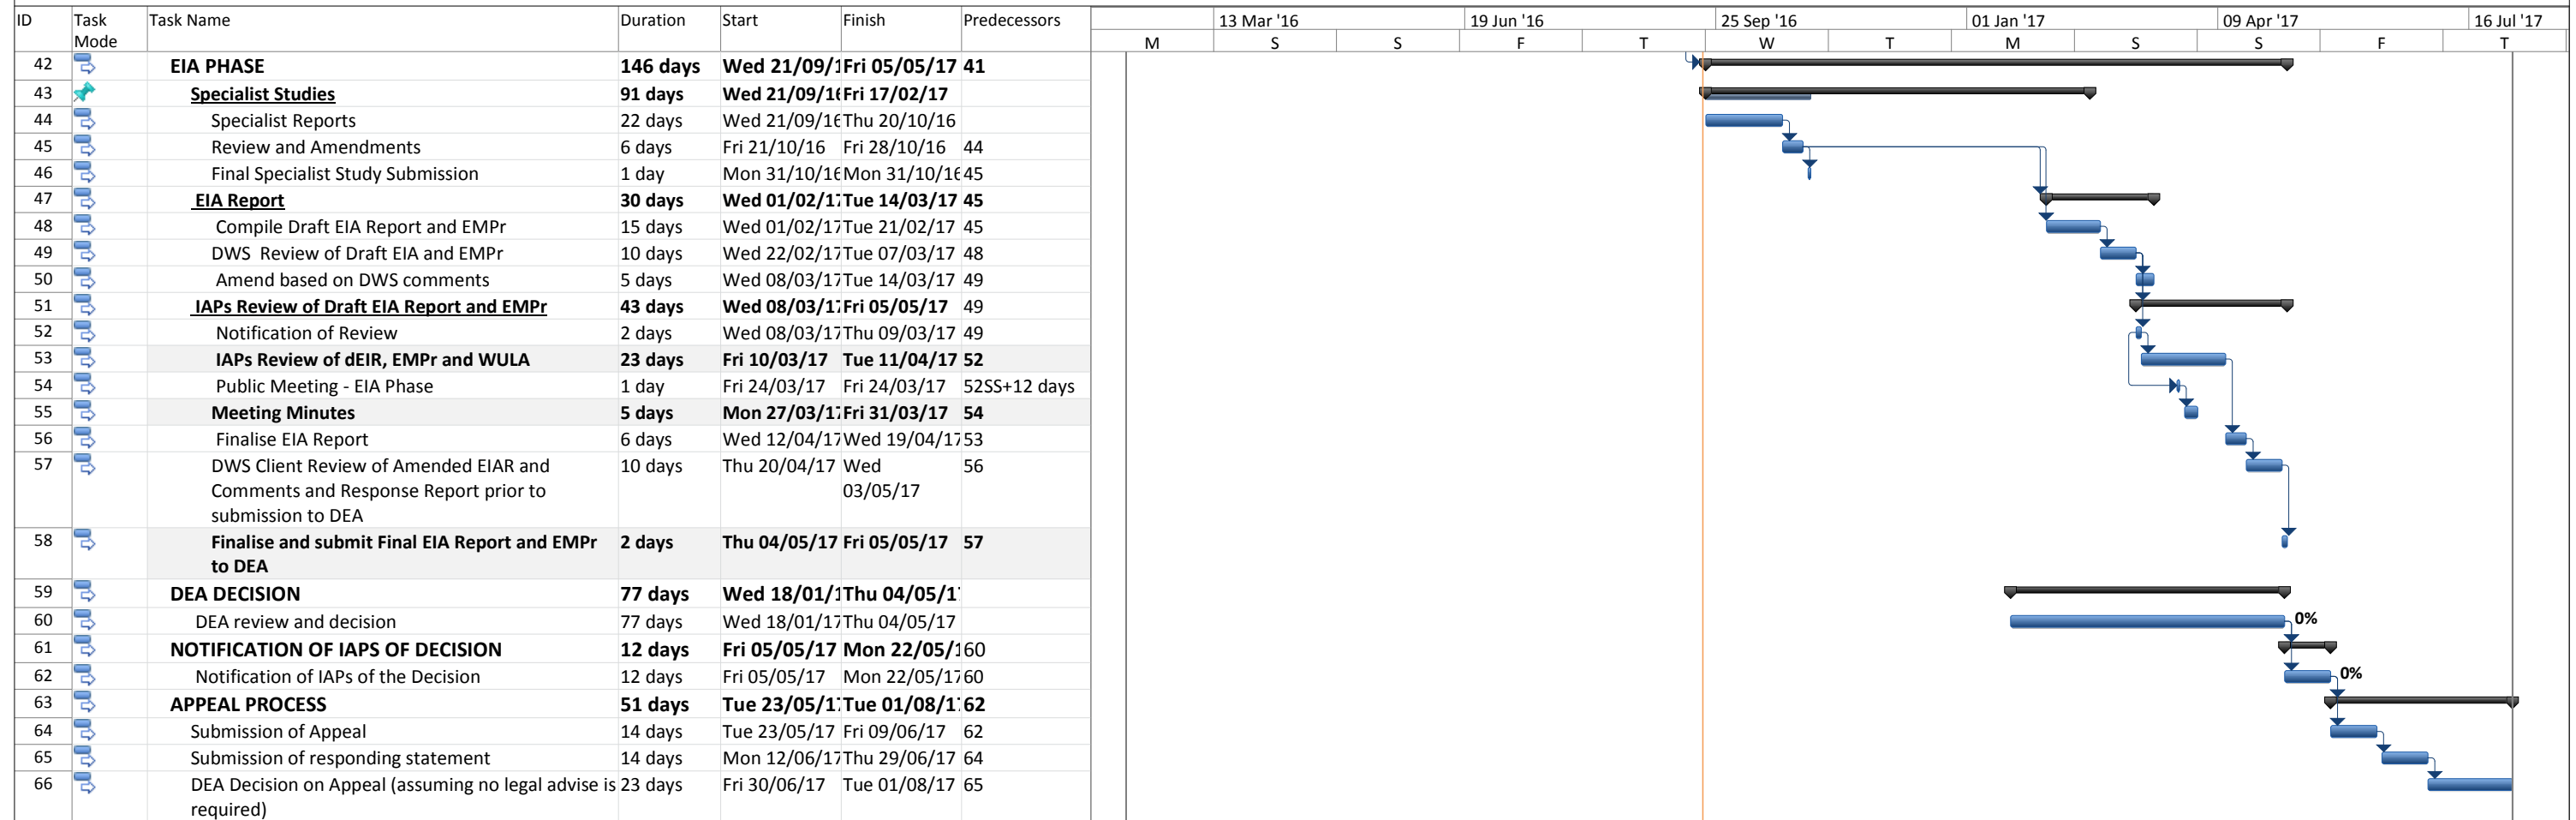 ID Task Mode Task Name Duration Start Finish Predecessors 13 Mar '16 19 Jun '16 25 Sep '16 01 Jan '17 09 Apr '17 16 Jul '17
M S S F T W T M S S F T
42 EIA PHASE 146 days Wed 21/09/1 Fri 05/05/17 41
43 Specialist Studies 91 days Wed 21/09/16 Fri 17/02/17
44 Specialist Reports 22 days Wed 21/09/16 Thu 20/10/16
45 Review and Amendments 6 days Fri 21/10/16 Fri 28/10/16 44
46 Final Specialist Study Submission 1 day Mon 31/10/16 Mon 31/10/16 45
47 EIA Report 30 days Wed 01/02/17 Tue 14/03/17 45
48 Compile Draft EIA Report and EMPr 15 days Wed 01/02/17 Tue 21/02/17 45
49 DWS Review of Draft EIA and EMPr 10 days Wed 22/02/17 Tue 07/03/17 48
50 Amend based on DWS comments 5 days Wed 08/03/17 Tue 14/03/17 49
51 IAPs Review of Draft EIA Report and EMPr 43 days Wed 08/03/17 Fri 05/05/17 49
52 Notification of Review 2 days Wed 08/03/17 Thu 09/03/17 49
53 IAPs Review of dEIR, EMPr and WULA 23 days Fri 10/03/17 Tue 11/04/17 52
54 Public Meeting - EIA Phase 1 day Fri 24/03/17 Fri 24/03/17 52SS+12 days
55 Meeting Minutes 5 days Mon 27/03/17 Fri 31/03/17 54
56 Finalise EIA Report 6 days Wed 12/04/17 Wed 19/04/17 53
57 DWS Client Review of Amended EIAR and 10 days Thu 20/04/17 Wed 56
Comments and Response Report prior to 03/05/17
submission to DEA
58 Finalise and submit Final EIA Report and EMPr 2 days Thu 04/05/17 Fri 05/05/17 57
to DEA
59 DEA DECISION 77 days Wed 18/01/1 Thu 04/05/1
60 DEA review and decision 77 days Wed 18/01/17 Thu 04/05/17 0%
61 NOTIFICATION OF IAPS OF DECISION 12 days Fri 05/05/17 Mon 22/05/1 60
62 Notification of IAPs of the Decision 12 days Fri 05/05/17 Mon 22/05/17 60 0%
63 APPEAL PROCESS 51 days Tue 23/05/1 Tue 01/08/1 62
64 Submission of Appeal 14 days Tue 23/05/17 Fri 09/06/17 62
65 Submission of responding statement 14 days Mon 12/06/17 Thu 29/06/17 64
66 DEA Decision on Appeal (assuming no legal advise is 23 days Fri 30/06/17 Tue 01/08/17 65
required)